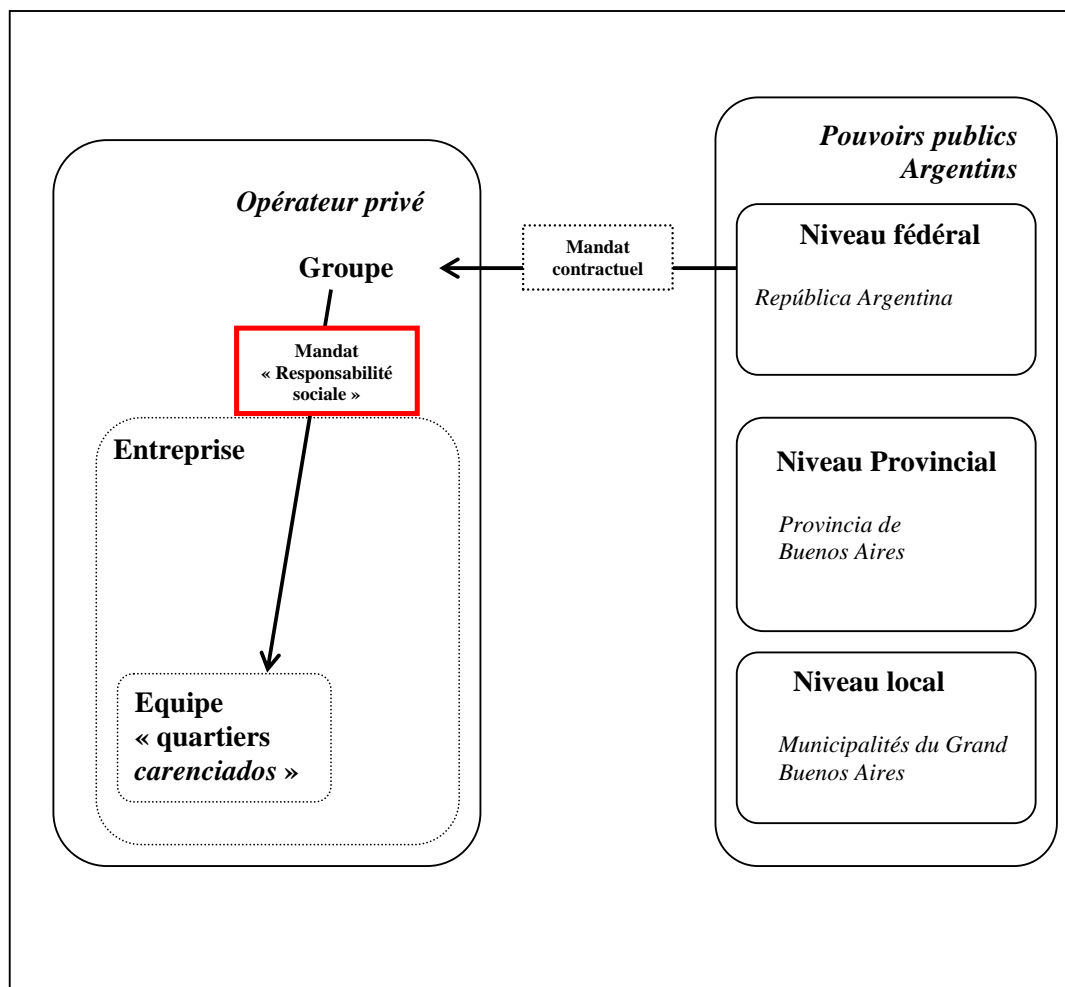 Opérateur privé
Groupe
Mandat
« Responsabilité
sociale »
Entreprise
Equipe
« quartiers
carenciados »
Mandat
contractuel
Pouvoirs publics
Argentins
Niveau fédéral
República Argentina
Niveau Provincial
Provincia de
Buenos Aires
Niveau local
Municipalités du Grand
Buenos Aires